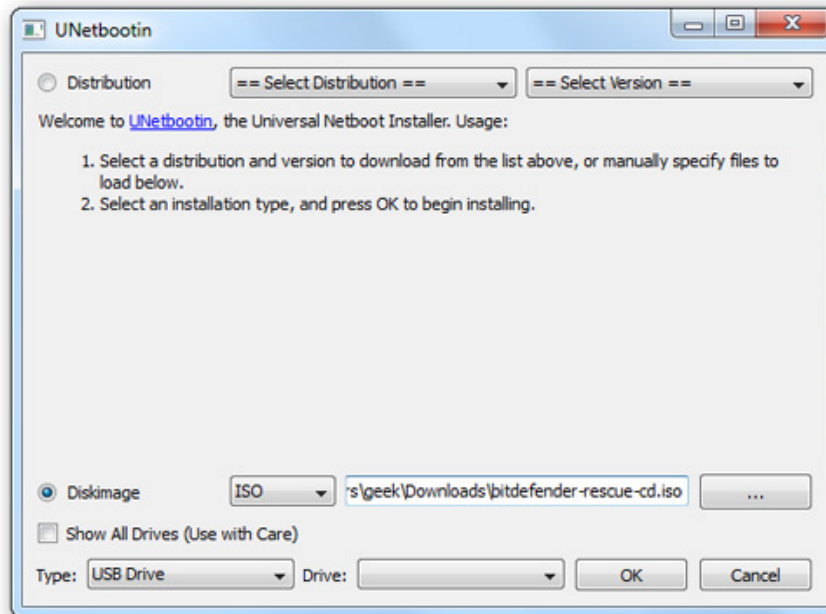 UNetbootin
Distribution == Select Distribution == == Select Version ==
Welcome to UNetbootin, the Universal Netboot Installer. Usage:
1. Select a distribution and version to download from the list above, or manually specify files to
load below.
2. Select an installation type, and press OK to begin installing.
Diskimage ISO 's\geek\Downloads\bitdefender-rescue-cd.iso ...
Show All Drives (Use with Care)
Type: USB Drive Drive: OK Cancel